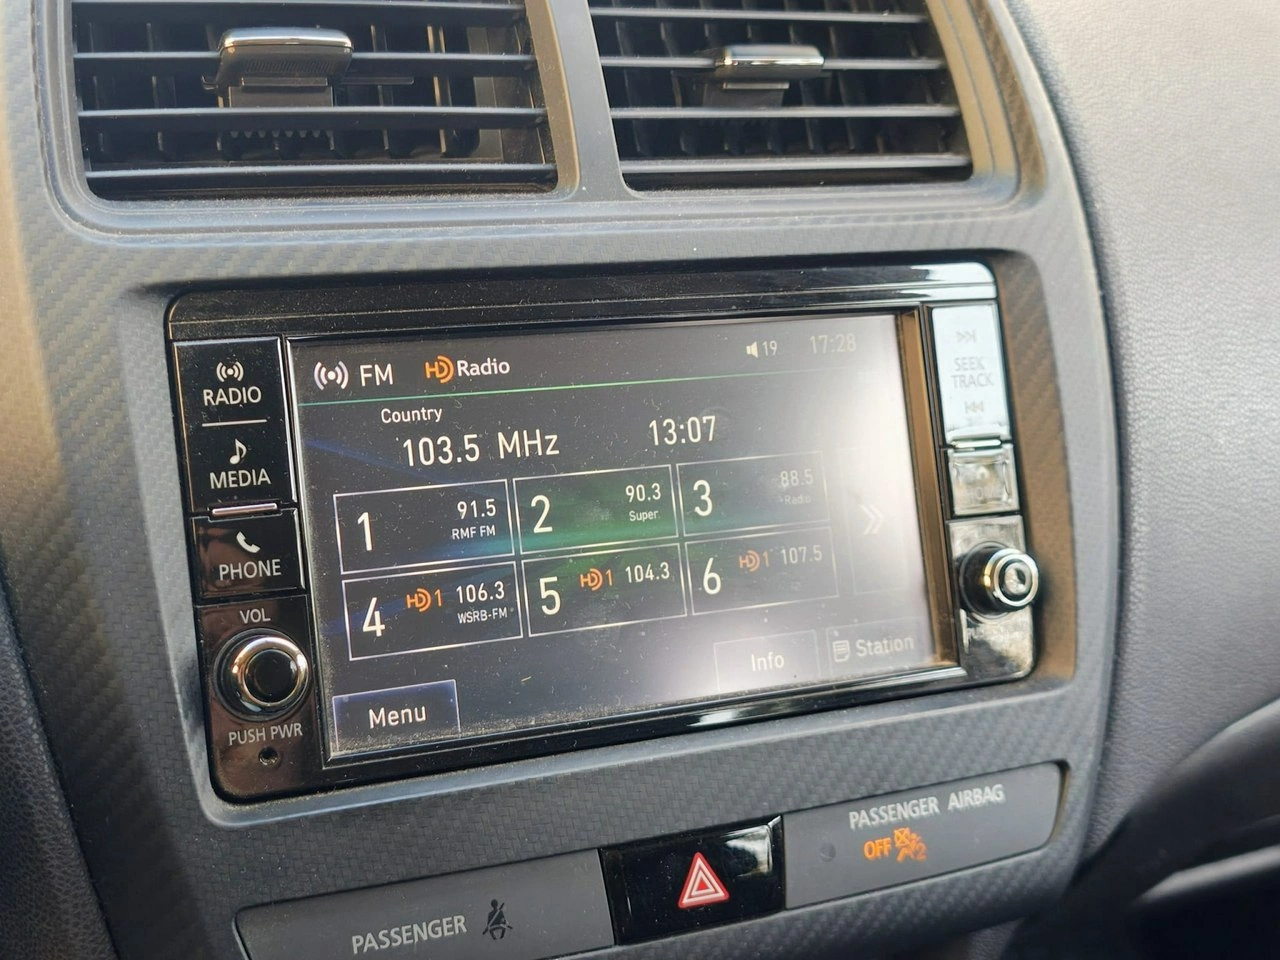 RADIO
MEDIA
PHONE
VOL
PUSH PWR
FM HD Radio 19 17:28
Country
103.5 MHz 13:07
1 91.5
RMF FM
2 90.3
Super
3 88.5
Radio
4 HD1 106.3
WSRB-FM
5 HD1 104.3
6 HD1 107.5
Info
Station
Menu
SEEK
TRACK
PASSENGER AIRBAG
OFF 2
PASSENGER